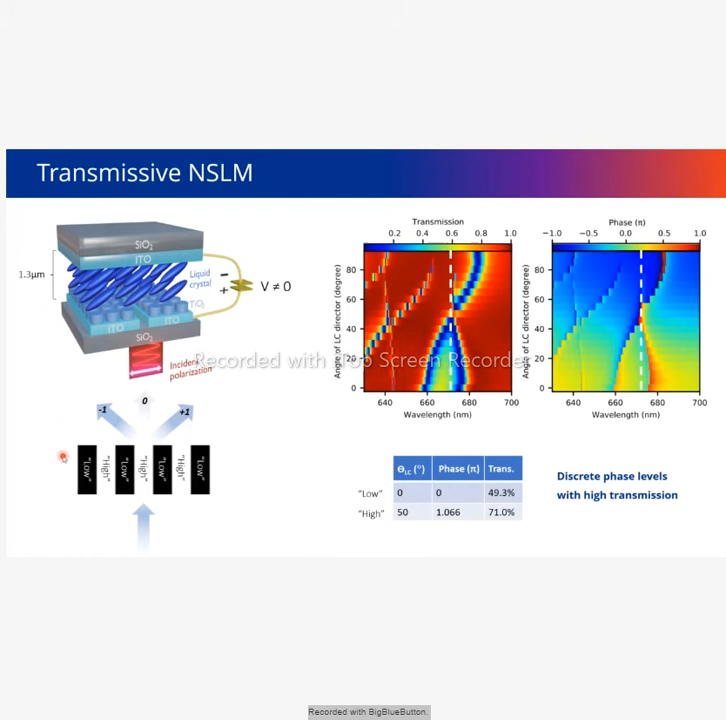 Transmissive NSLM
SiO₂
ITO
1.3μm
Liquid
crystal
−
+
V ≠ 0
TiO₂
ITO
ITO
SiO₂
Incident
polarization
-1
0
+1
"Low"
"High"
"Low"
"High"
"Low"
"High"
"Low"
Transmission
0.2 0.4 0.6 0.8 1.0
Angle of LC director (degree)
80
60
40
20
0
640 660 680 700
Wavelength (nm)
Phase (π)
−1.0 −0.5 0.0 0.5 1.0
Angle of LC director (degree)
80
60
40
20
0
640 660 680 700
Wavelength (nm)
Recorded with iTop Screen Recorder
ΘLC (°) Phase (π) Trans.
"Low" 0 0 49.3%
"High" 50 1.066 71.0%
Discrete phase levels
with high transmission
Recorded with BigBlueButton.